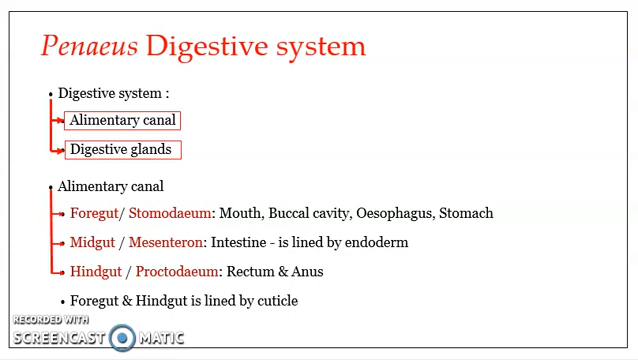 Penaeus Digestive system
• Digestive system :
• Alimentary canal
• Digestive glands
• Alimentary canal
• Foregut/ Stomodaeum: Mouth, Buccal cavity, Oesophagus, Stomach
• Midgut / Mesenteron: Intestine - is lined by endoderm
• Hindgut / Proctodaeum: Rectum & Anus
• Foregut & Hindgut is lined by cuticle
RECORDED WITH
SCREENCAST MATIC